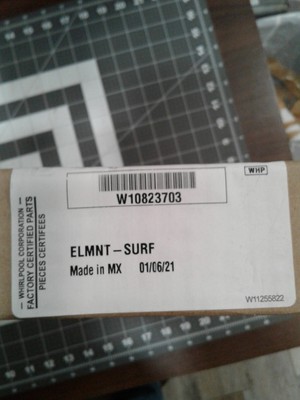 WHP
W10823703
— WHIRLPOOL CORPORATION —
FACTORY CERTIFIED PARTS
PIECES CERTIFEES
ELMNT-SURF
Made in MX 01/06/21
W11255822